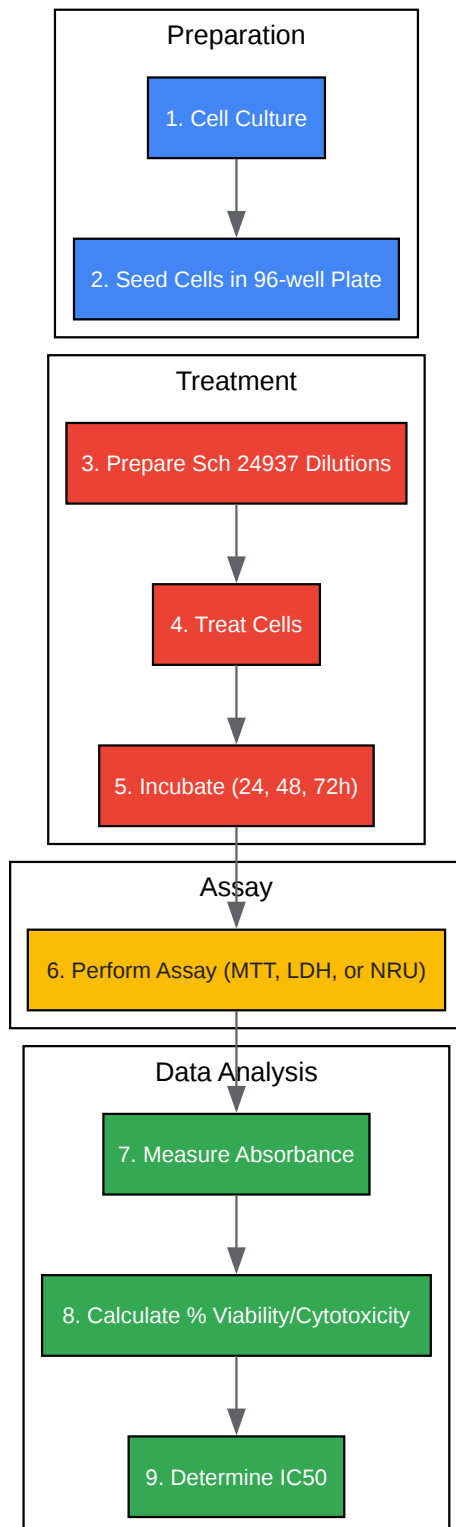 Preparation
1. Cell Culture
2. Seed Cells in 96-well Plate
Treatment
3. Prepare Sch 24937 Dilutions
4. Treat Cells
5. Incubate (24, 48, 72h)
Assay
6. Perform Assay (MTT, LDH, or NRU)
Data Analysis
7. Measure Absorbance
8. Calculate % Viability/Cytotoxicity
9. Determine IC50